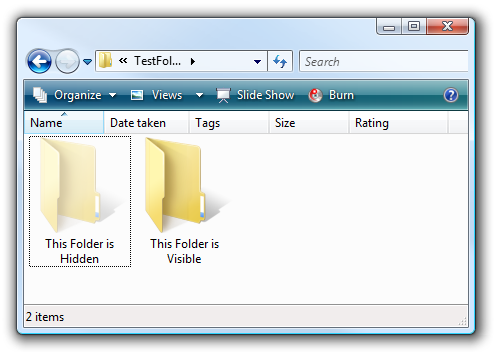 « TestFol...
Search
Organize Views Slide Show Burn ?
Name Date taken Tags Size Rating
This Folder is
Hidden
This Folder is
Visible
2 items